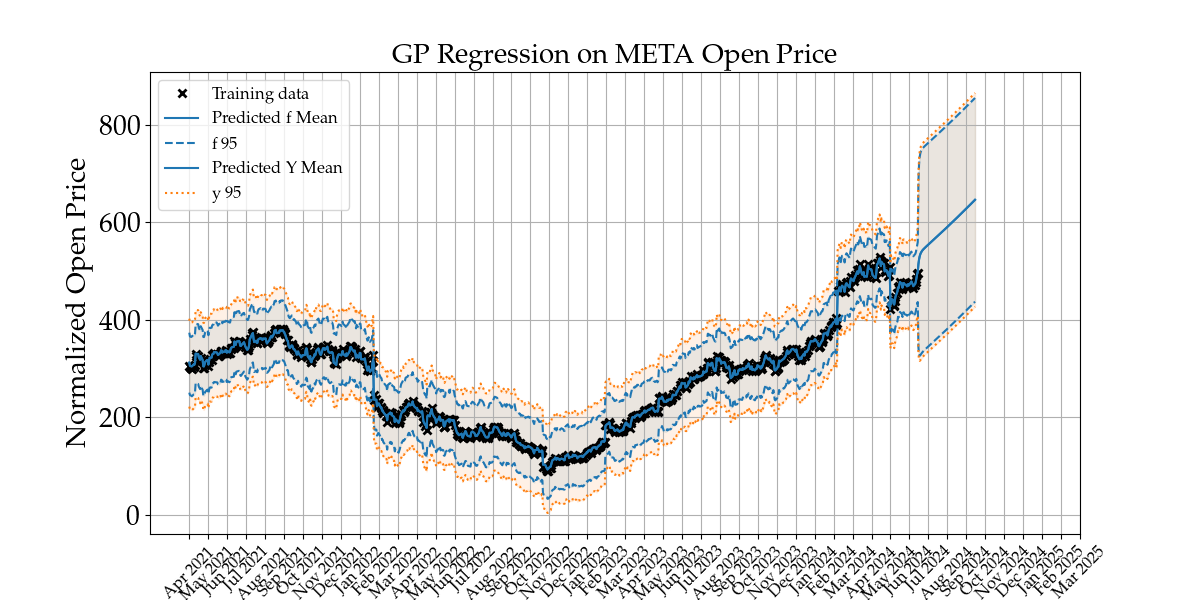 GP Regression on META Open Price
Training data
Predicted f Mean
f 95
Predicted Y Mean
y 95
Normalized Open Price
800
600
400
200
0
Apr 2021
May 2021
Jun 2021
Jul 2021
Aug 2021
Sep 2021
Oct 2021
Nov 2021
Dec 2021
Jan 2022
Feb 2022
Mar 2022
Apr 2022
May 2022
Jun 2022
Jul 2022
Aug 2022
Sep 2022
Oct 2022
Nov 2022
Dec 2022
Jan 2023
Feb 2023
Mar 2023
Apr 2023
May 2023
Jun 2023
Jul 2023
Aug 2023
Sep 2023
Oct 2023
Nov 2023
Dec 2023
Jan 2024
Feb 2024
Mar 2024
Apr 2024
May 2024
Jun 2024
Jul 2024
Aug 2024
Sep 2024
Oct 2024
Nov 2024
Dec 2024
Jan 2025
Feb 2025
Mar 2025